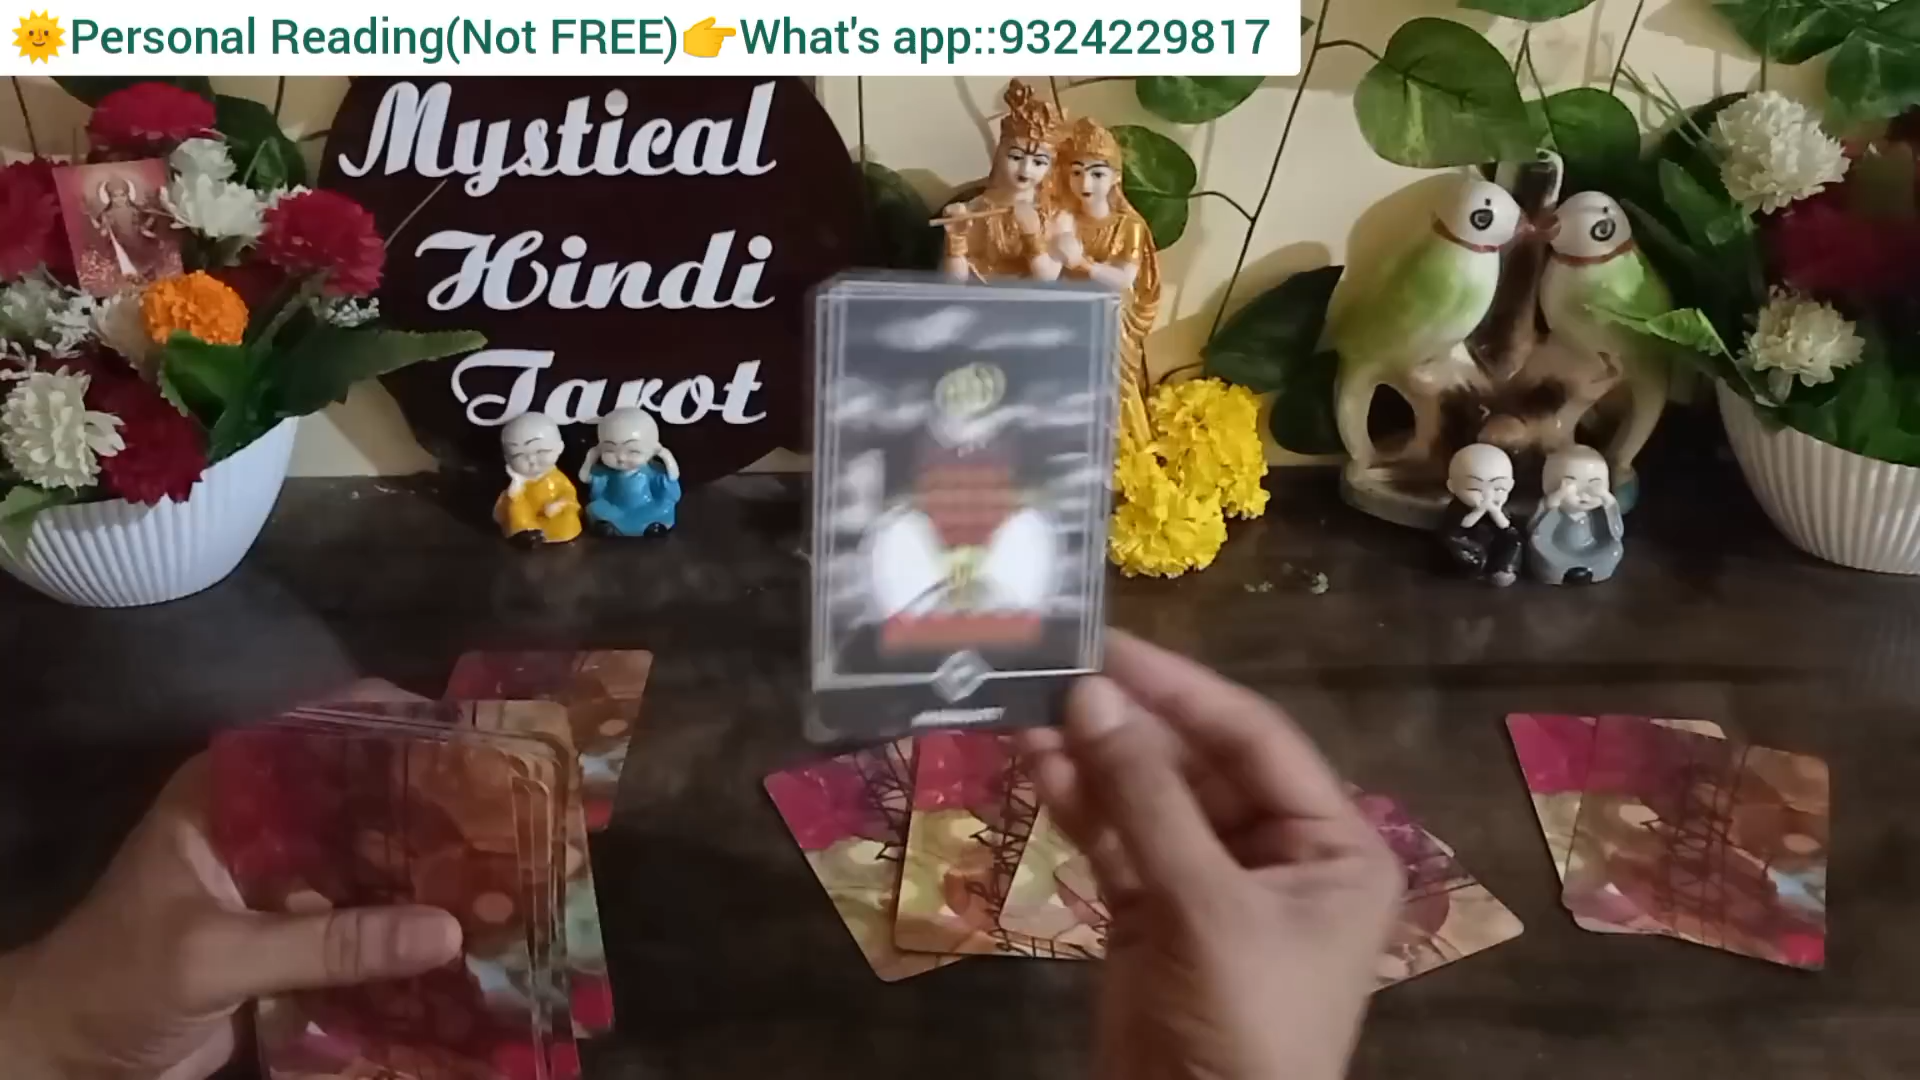 🌞Personal Reading(Not FREE)👉What's app::9324229817
Mystical
Hindi
Tarot